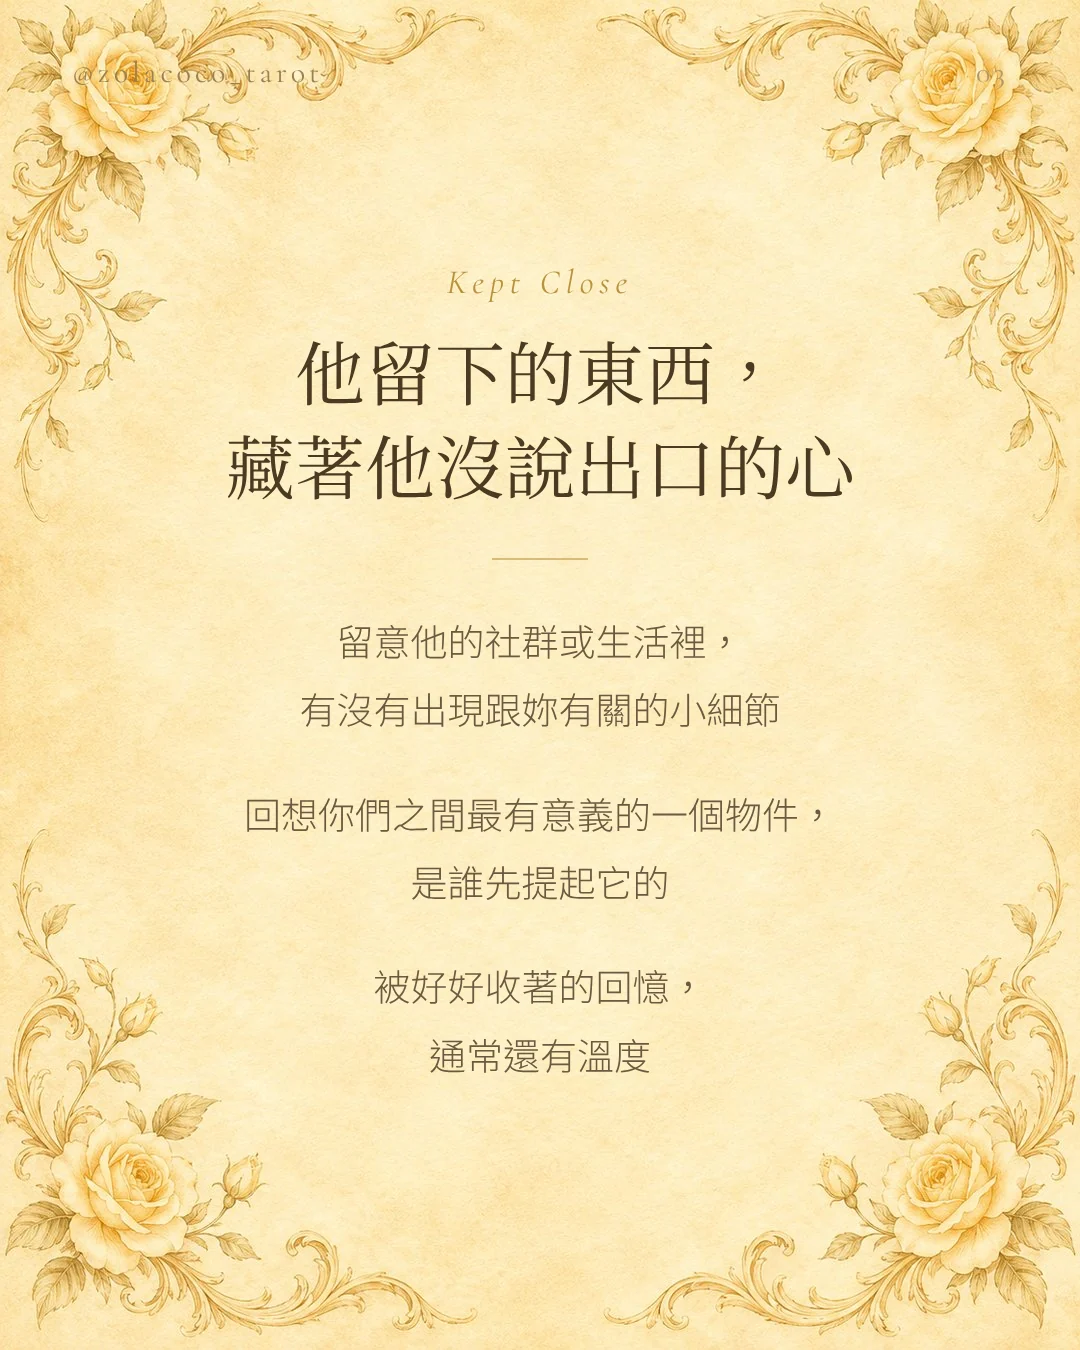 @zolacoco_tarot
03
Kept Close
他留下的東西，
藏著他沒說出口的心
留意他的社群或生活裡，
有沒有出現跟妳有關的小細節
回想你們之間最有意義的一個物件，
是誰先提起它的
被好好收著的回憶，
通常還有溫度